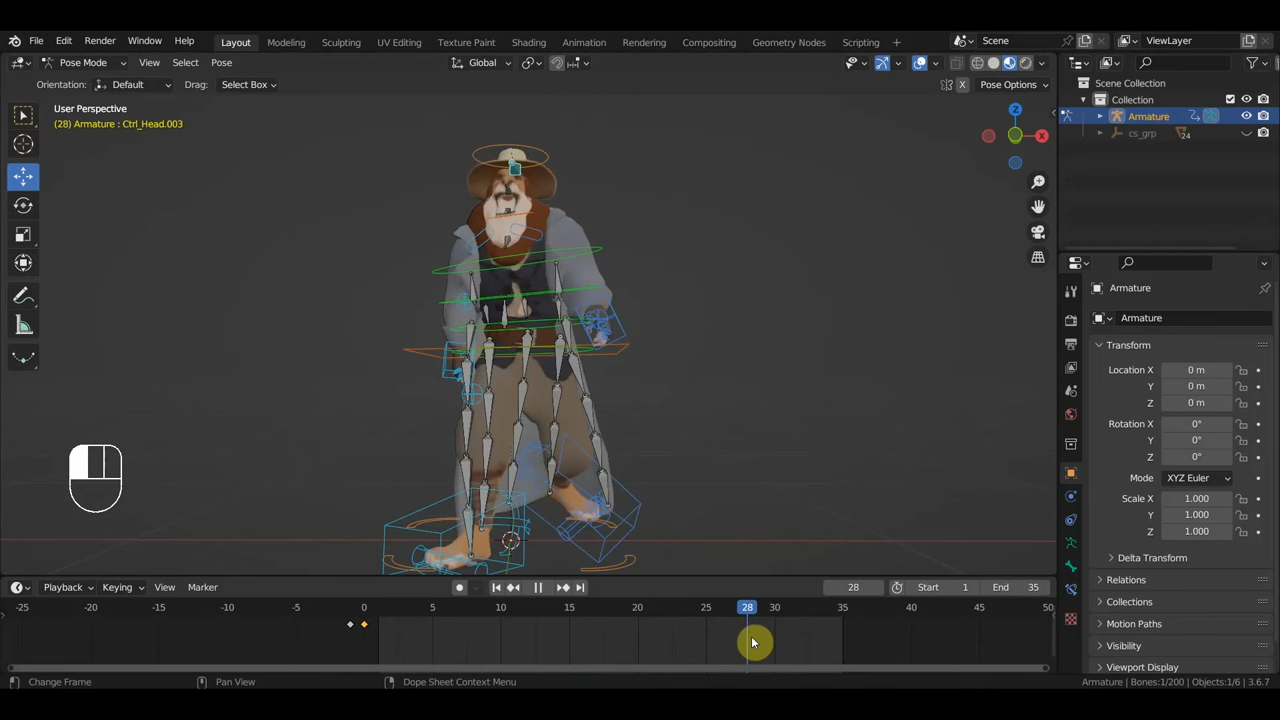 File Edit Render Window Help Layout Modeling Sculpting UV Editing Texture Paint Shading Animation Rendering Compositing Geometry Nodes Scripting + Scene ViewLayer
Pose Mode View Select Pose Global
Orientation: Default Drag: Select Box X Pose Options
User Perspective
(28) Armature : Ctrl_Head.003
Z
X
Scene Collection
Collection
Armature
cs_grp 24
Armature
Armature
Transform
Location X 0 m
Y 0 m
Z 0 m
Rotation X 0°
Y 0°
Z 0°
Mode XYZ Euler
Scale X 1.000
Y 1.000
Z 1.000
Delta Transform
Relations
Collections
Motion Paths
Visibility
Viewport Display
Playback Keying View Marker 28 Start 1 End 35
-25 -20 -15 -10 -5 0 5 10 15 20 25 28 30 35 40 45 50
Change Frame Pan View Dope Sheet Context Menu Armature | Bones:1/200 | Objects:1/6 | 3.6.7